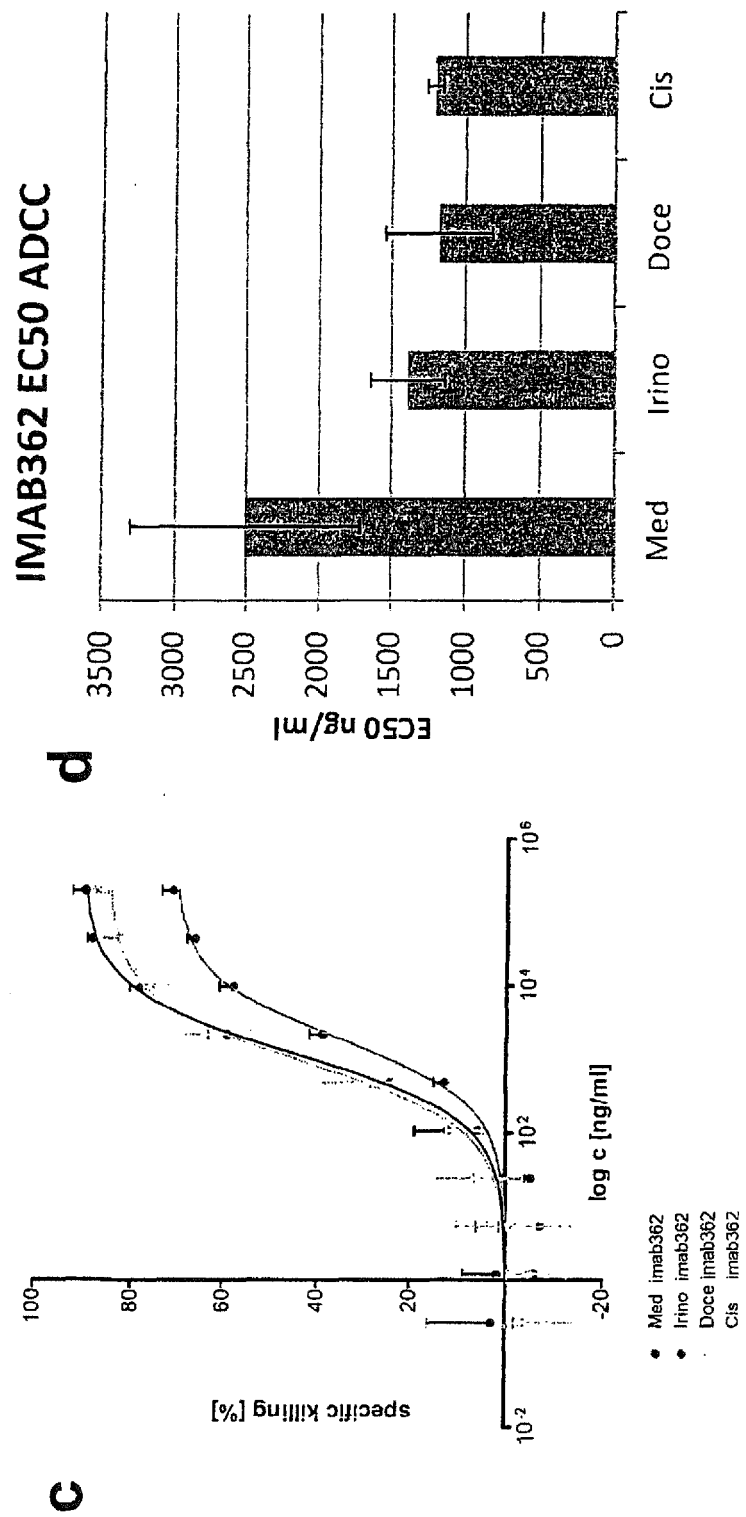 c
specific killing [%]
100
80
60
40
20
-20
10-2
10²
10⁴
10⁶
log c [ng/ml]
Med imab362
Irino imab362
Doce imab362
Cis imab362
d
IMAB362 EC50 ADCC
EC50 ng/ml
3500
3000
2500
2000
1500
1000
500
0
Med
Irino
Doce
Cis